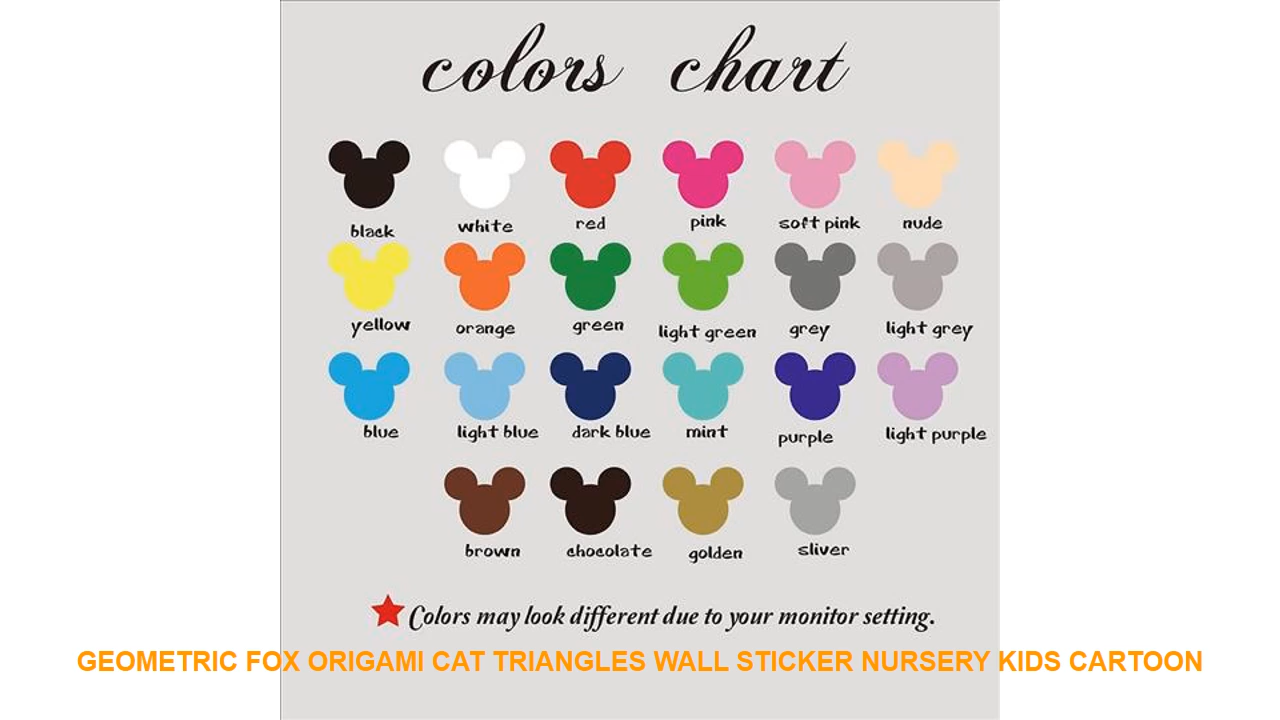 colors chart
black white red pink soft pink nude
yellow orange green light green grey light grey
blue light blue dark blue mint purple light purple
brown chocolate golden sliver
Colors may look different due to your monitor setting.
GEOMETRIC FOX ORIGAMI CAT TRIANGLES WALL STICKER NURSERY KIDS CARTOON